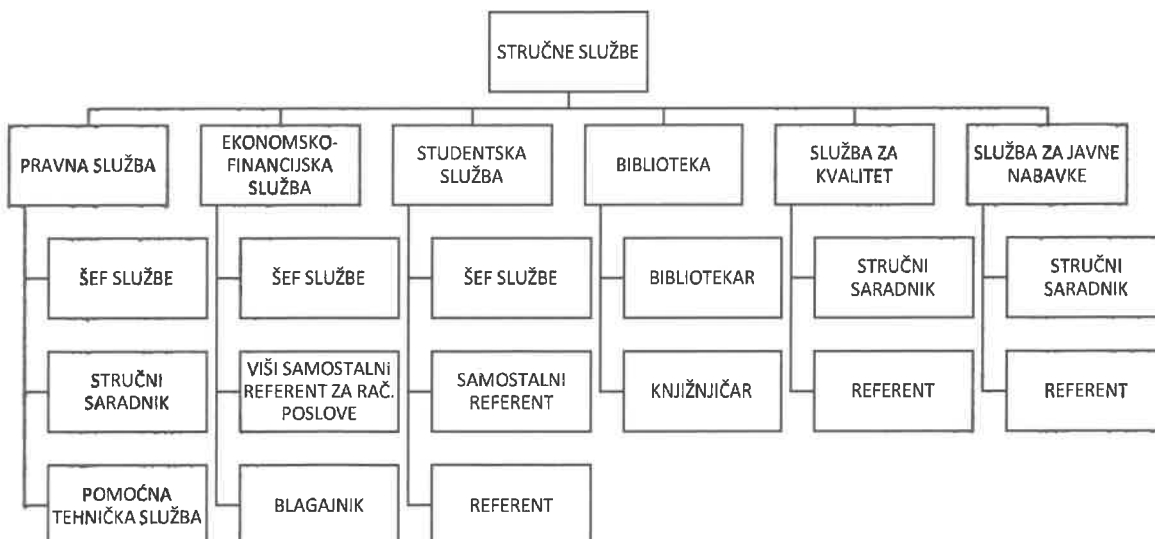 STRUČNE SLUŽBE
PRAVNA SLUŽBA
EKONOMSKO-
FINANCIJSKA
SLUŽBA
STUDENTSKA
SLUŽBA
BIBLIOTEKA
SLUŽBA ZA
KVALITET
SLUŽBA ZA JAVNE
NABAVKE
ŠEF SLUŽBE
ŠEF SLUŽBE
ŠEF SLUŽBE
BIBLIOTEKAR
STRUČNI
SARADNIK
STRUČNI
SARADNIK
STRUČNI
SARADNIK
VIŠI SAMOSTALNI
REFERENT ZA RAČ.
POSLOVE
SAMOSTALNI
REFERENT
KNJIŽNJIČAR
REFERENT
REFERENT
POMOĆNA
TEHNIČKA SLUŽBA
BLAGAJNIK
REFERENT